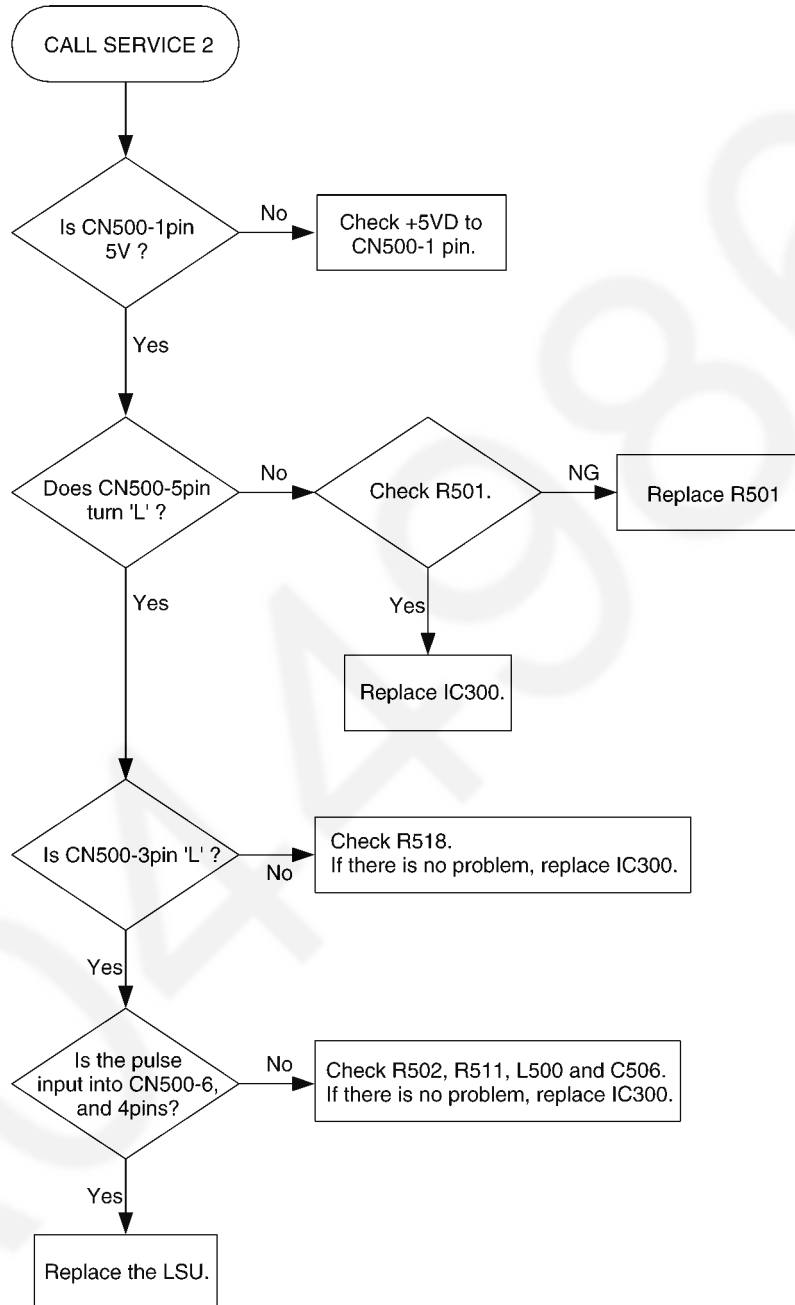 CALL SERVICE 2
Is CN500-1pin
5V ?
No
Check +5VD to
CN500-1 pin.
Yes
Does CN500-5pin
turn 'L' ?
No
Check R501.
NG
Replace R501
Yes
Yes
Replace IC300.
Is CN500-3pin 'L' ?
No
Check R518.
If there is no problem, replace IC300.
Yes
Is the pulse
input into CN500-6,
and 4pins?
No
Check R502, R511, L500 and C506.
If there is no problem, replace IC300.
Yes
Replace the LSU.